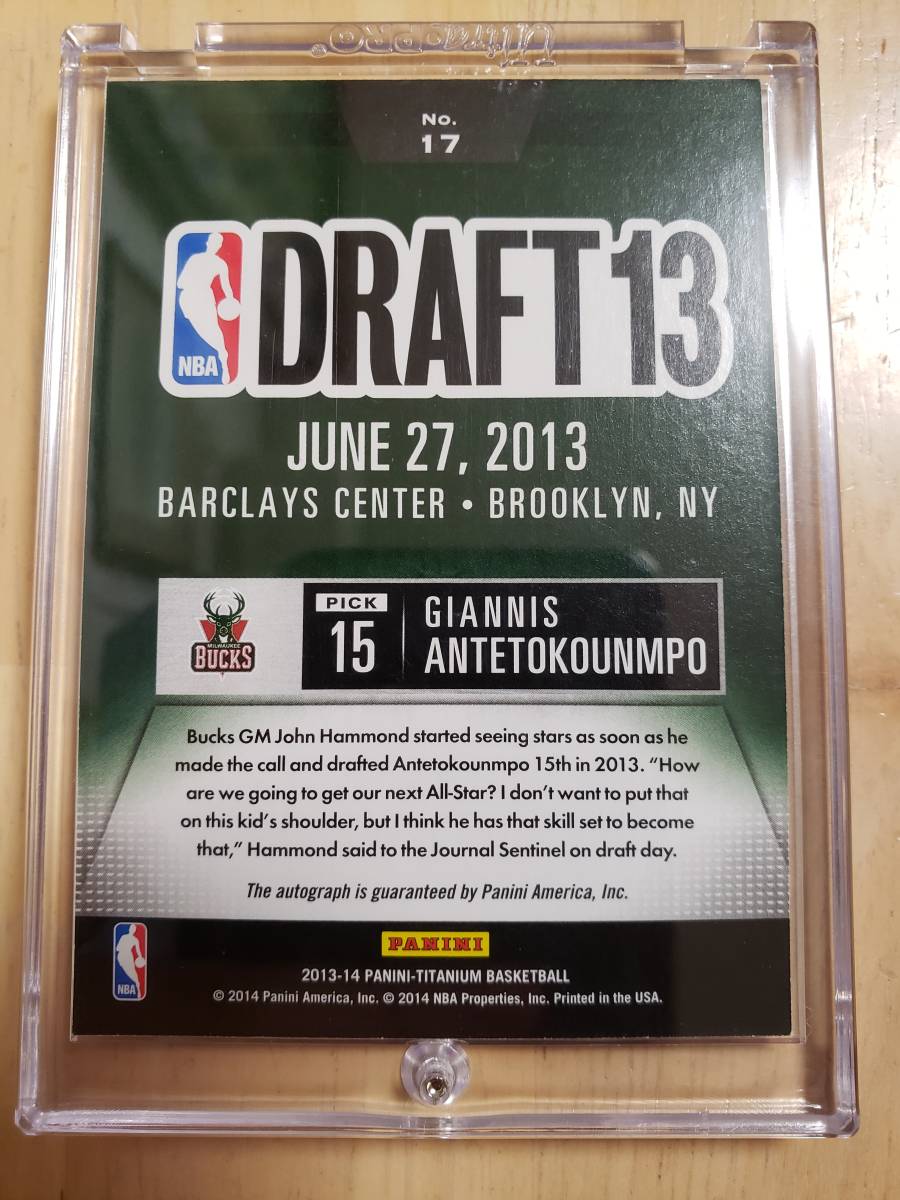 Ultra PRO®
No.
17
NBA DRAFT 13
JUNE 27, 2013
BARCLAYS CENTER • BROOKLYN, NY
MILWAUKEE
BUCKS
PICK
15
GIANNIS
ANTETOKOUNMPO
Bucks GM John Hammond started seeing stars as soon as he
made the call and drafted Antetokounmpo 15th in 2013. “How
are we going to get our next All-Star? I don’t want to put that
on this kid’s shoulder, but I think he has that skill set to become
that,” Hammond said to the Journal Sentinel on draft day.
The autograph is guaranteed by Panini America, Inc.
PANINI
NBA
2013-14 PANINI-TITANIUM BASKETBALL
© 2014 Panini America, Inc. © 2014 NBA Properties, Inc. Printed in the USA.